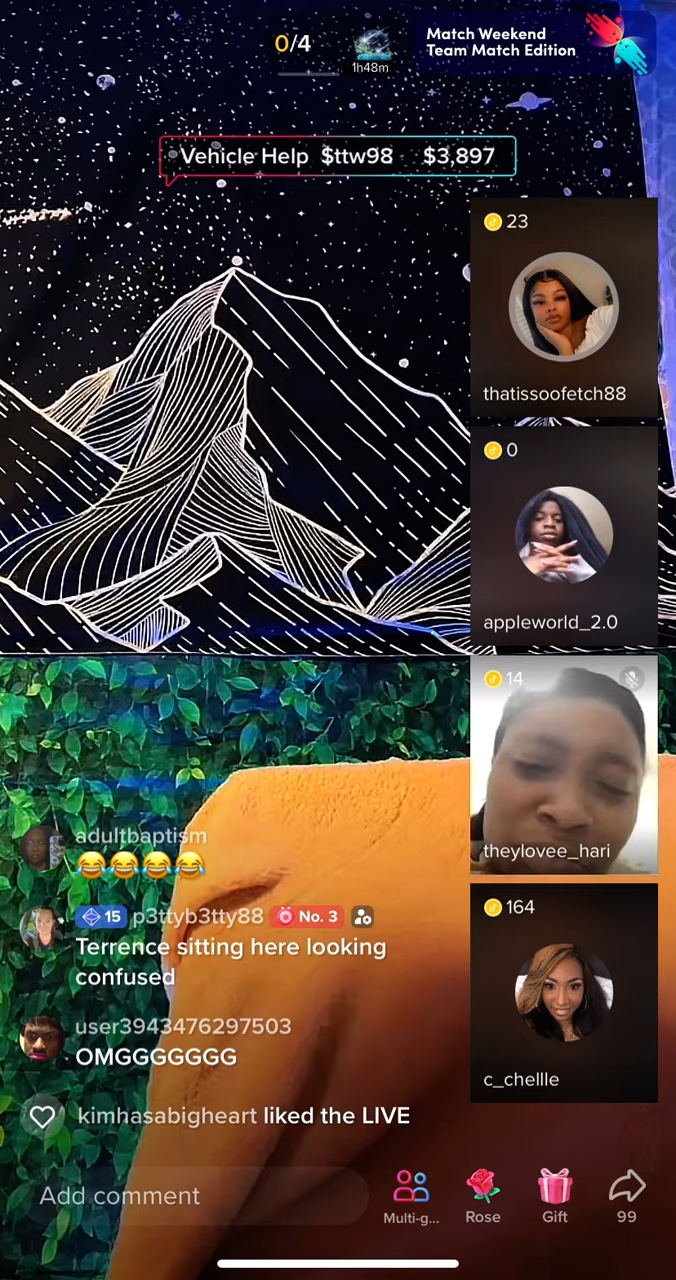 0/4
1h48m
Match Weekend
Team Match Edition
Vehicle Help $ttw98 $3,897
23
thatissoofetch88
0
appleworld_2.0
14
theylovee_hari
164
c_chellle
adultbaptism
😂😂😂😂
15 p3ttyb3tty88 No. 3
Terrence sitting here looking
confused
user3943476297503
OMGGGGGGG
kimhasabigheart liked the LIVE
Add comment
Multi-g...
Rose
Gift
99